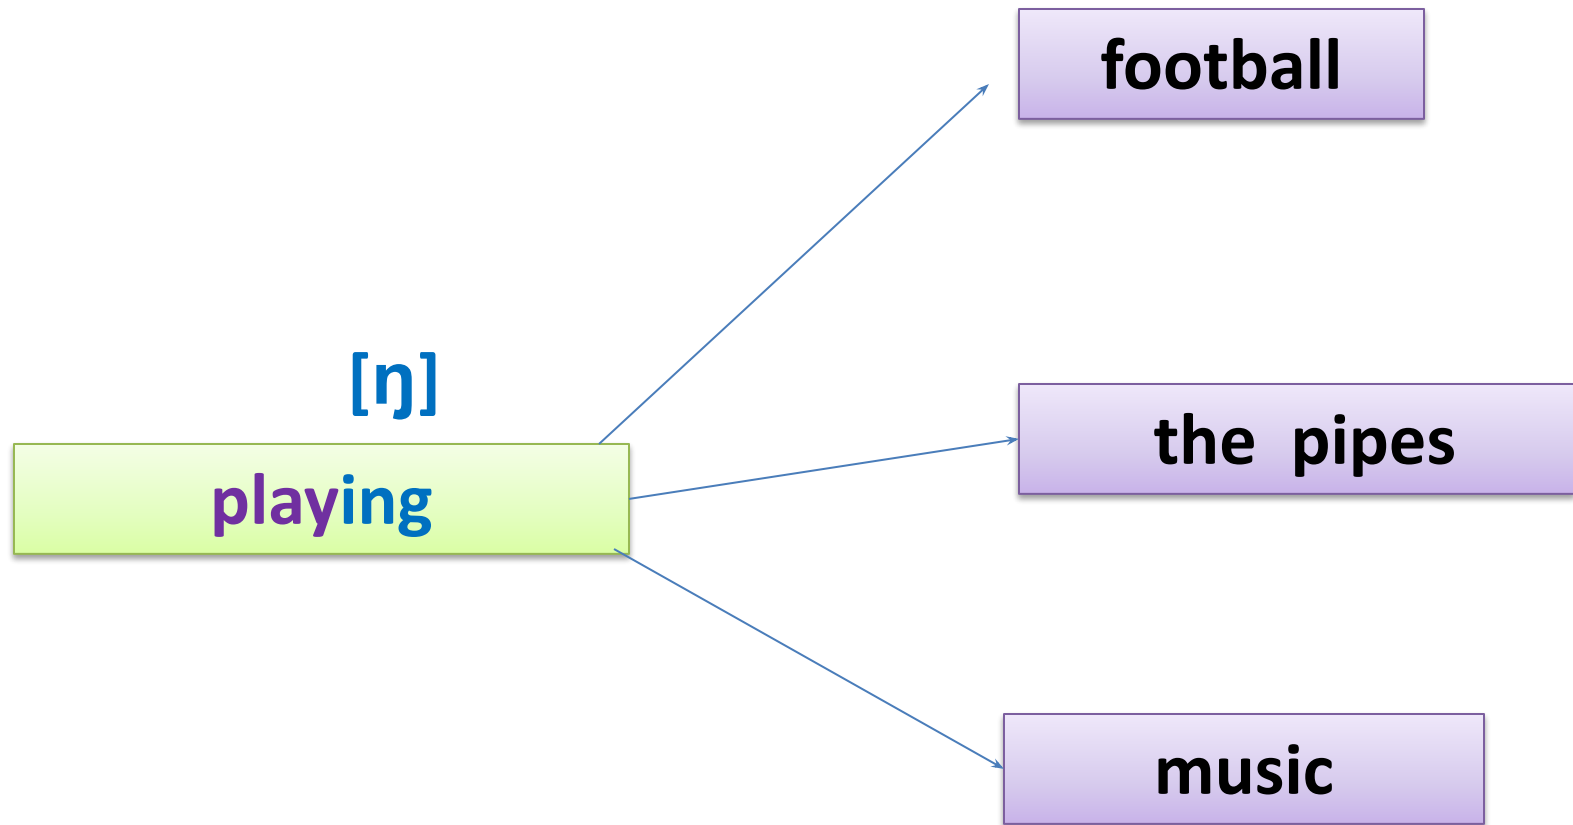 football
[ŋ]
the pipes
playing
music